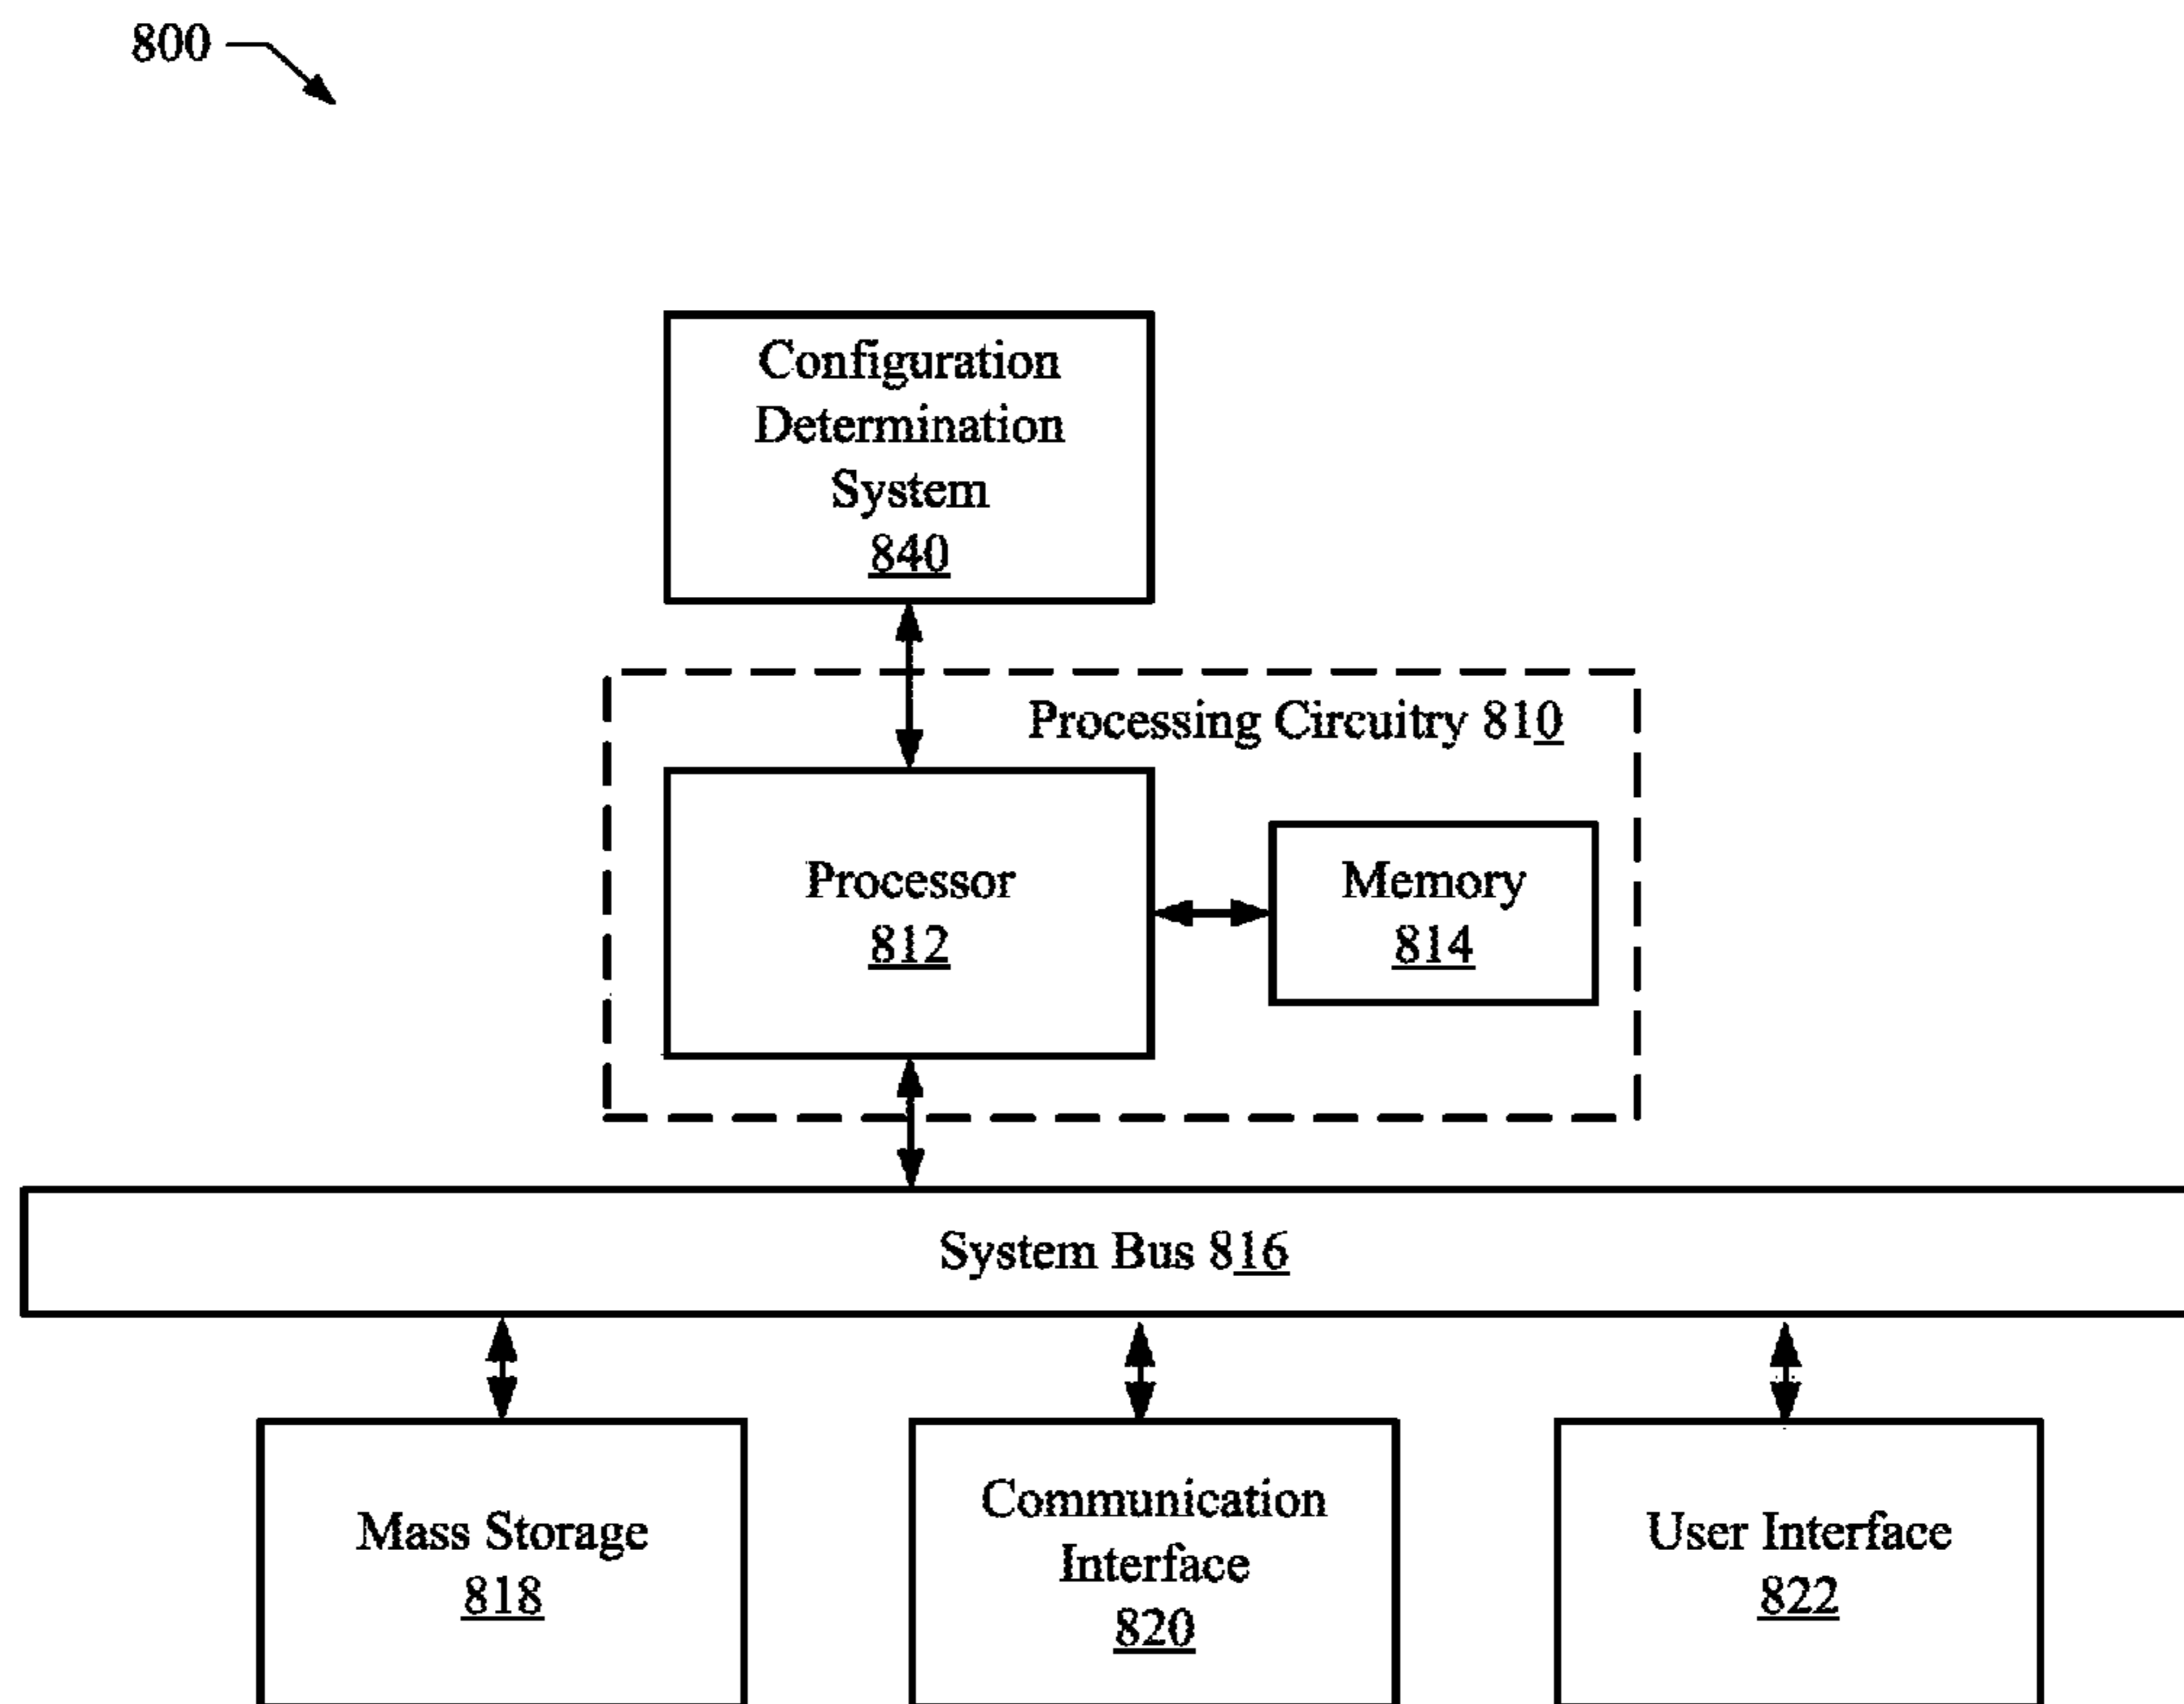 800
Configuration
Determination
System
840
Processing Circuitry 810
Processor
812
Memory
814
System Bus 816
Mass Storage
818
Communication
Interface
820
User Interface
822